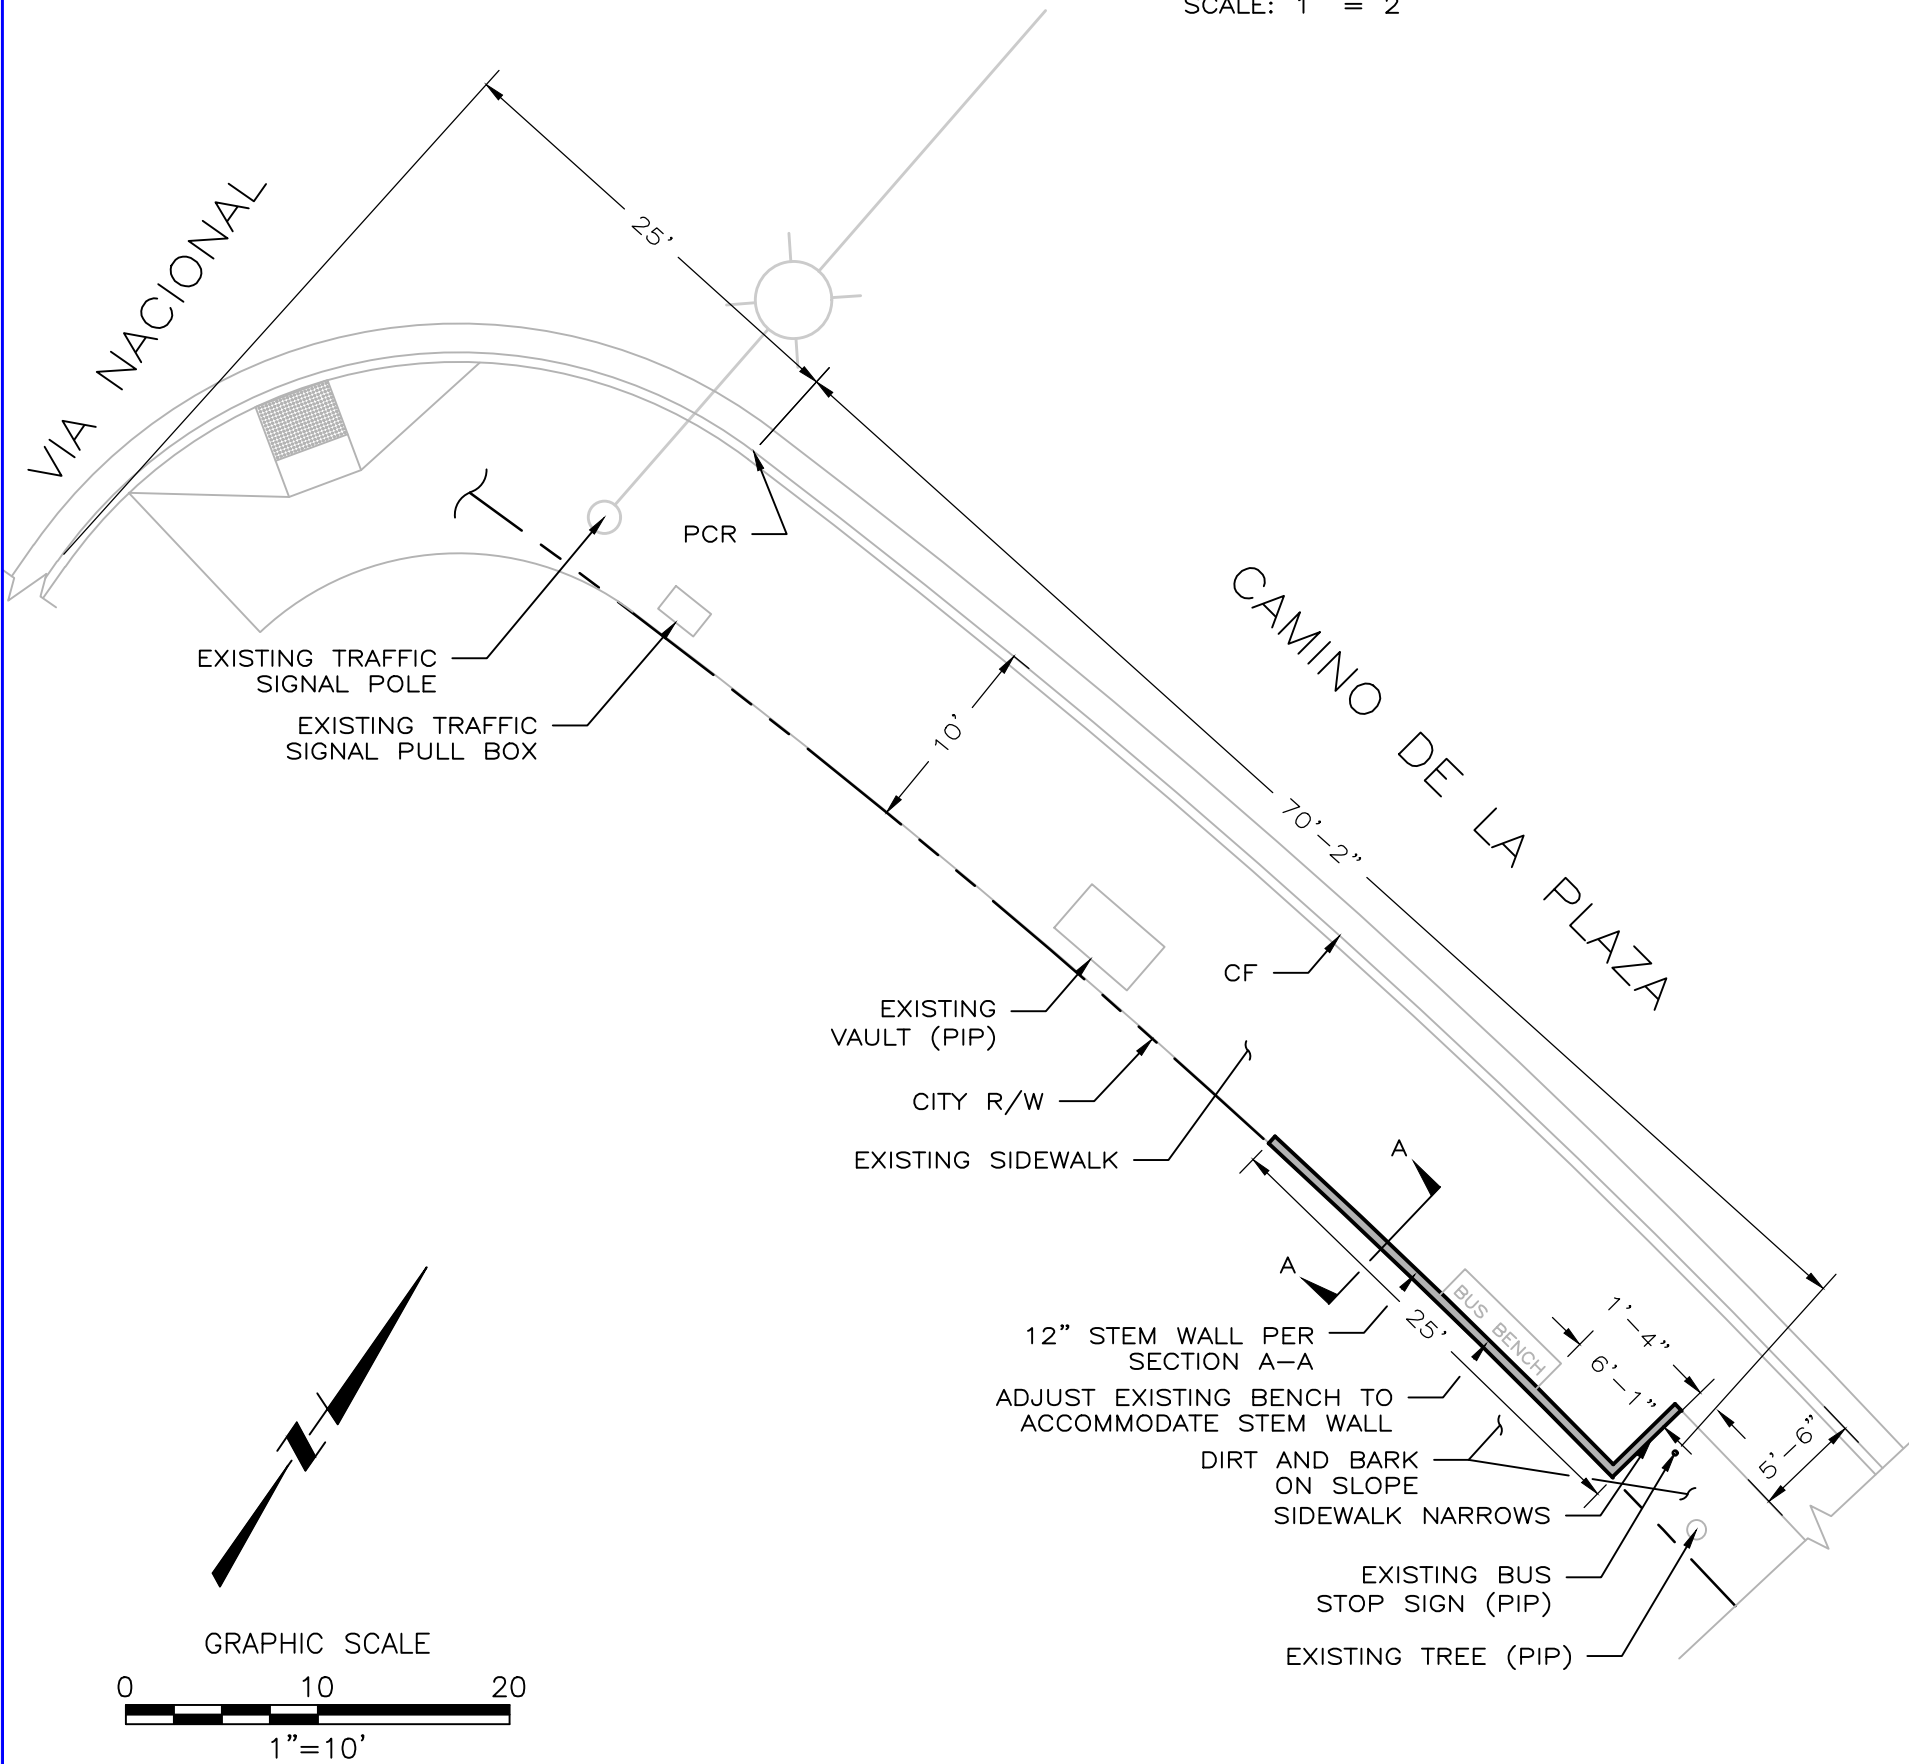 SCALE: 1 = 2
VIA NACIONAL
25'
PCR
EXISTING TRAFFIC
SIGNAL POLE
EXISTING TRAFFIC
SIGNAL PULL BOX
10'
CAMINO DE LA PLAZA
70'-2"
CF
EXISTING
VAULT (PIP)
CITY R/W
EXISTING SIDEWALK
A
A
BUS BENCH
25'
12" STEM WALL PER
SECTION A-A
ADJUST EXISTING BENCH TO
ACCOMMODATE STEM WALL
1'-4"
6'-1"
5'-6"
DIRT AND BARK
ON SLOPE
SIDEWALK NARROWS
EXISTING BUS
STOP SIGN (PIP)
EXISTING TREE (PIP)
N
GRAPHIC SCALE
0 10 20
1"=10'